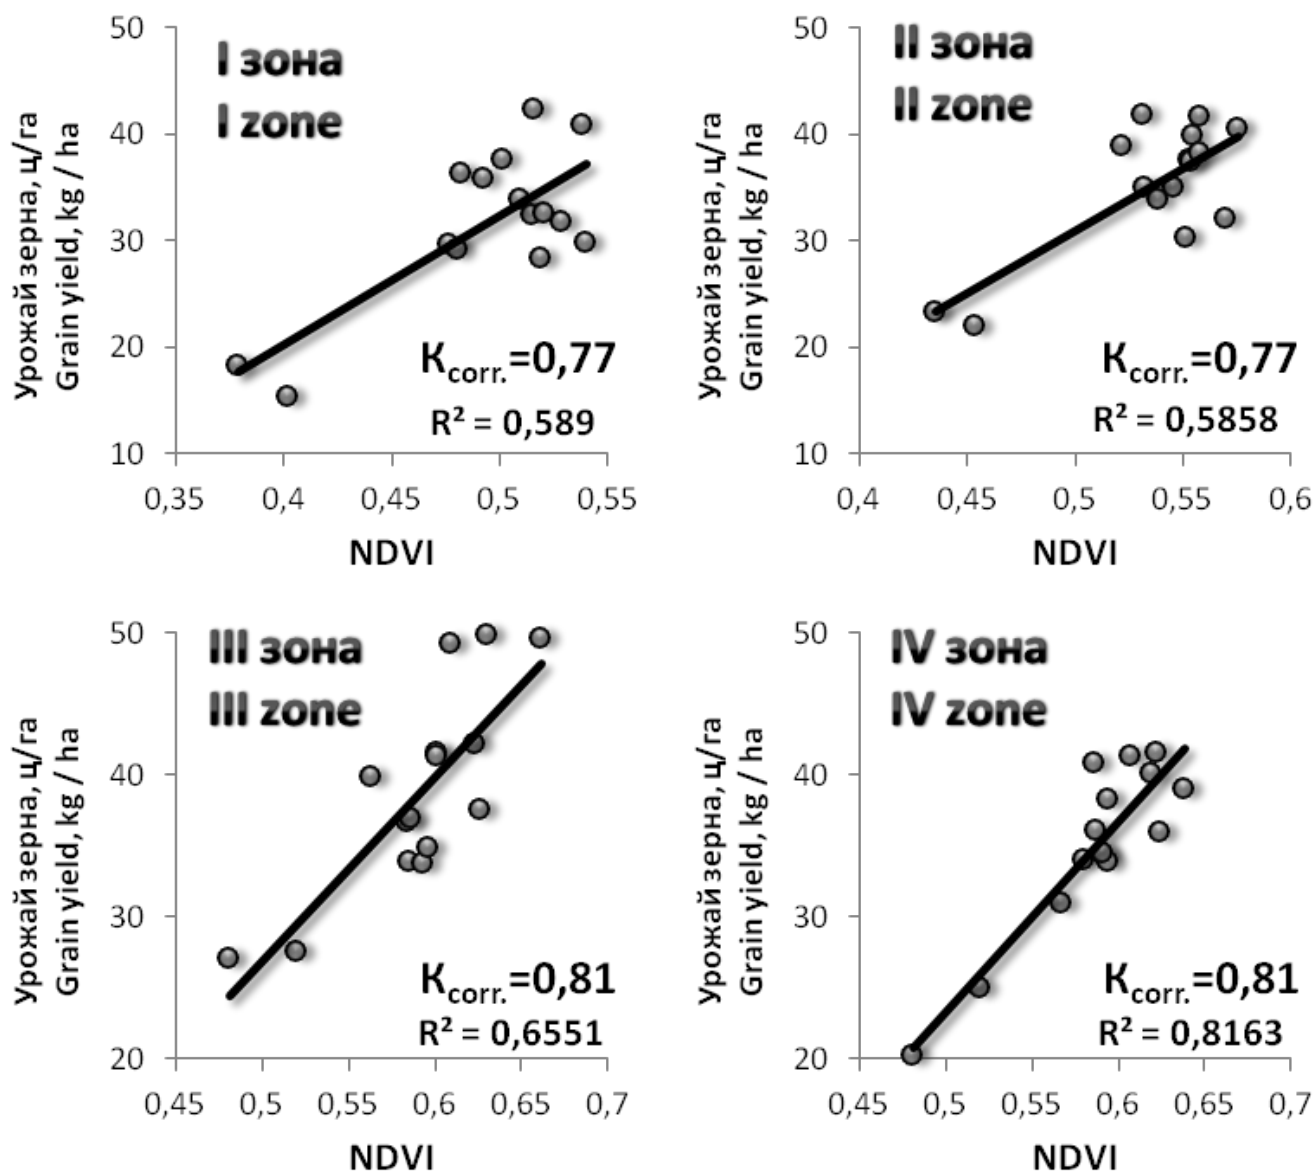 I зона
I zone
Урожай зерна, ц/га
Grain yield, kg / ha
50
40
30
20
10
Kcorr.=0,77
R² = 0,589
0,35 0,4 0,45 0,5 0,55
NDVI
II зона
II zone
Урожай зерна, ц/га
Grain yield, kg / ha
50
40
30
20
10
Kcorr.=0,77
R² = 0,5858
0,4 0,45 0,5 0,55 0,6
NDVI
III зона
III zone
Урожай зерна, ц/га
Grain yield, kg / ha
50
40
30
20
Kcorr.=0,81
R² = 0,6551
0,45 0,5 0,55 0,6 0,65 0,7
NDVI
IV зона
IV zone
Урожай зерна, ц/га
Grain yield, kg / ha
50
40
30
20
Kcorr.=0,81
R² = 0,8163
0,45 0,5 0,55 0,6 0,65 0,7
NDVI